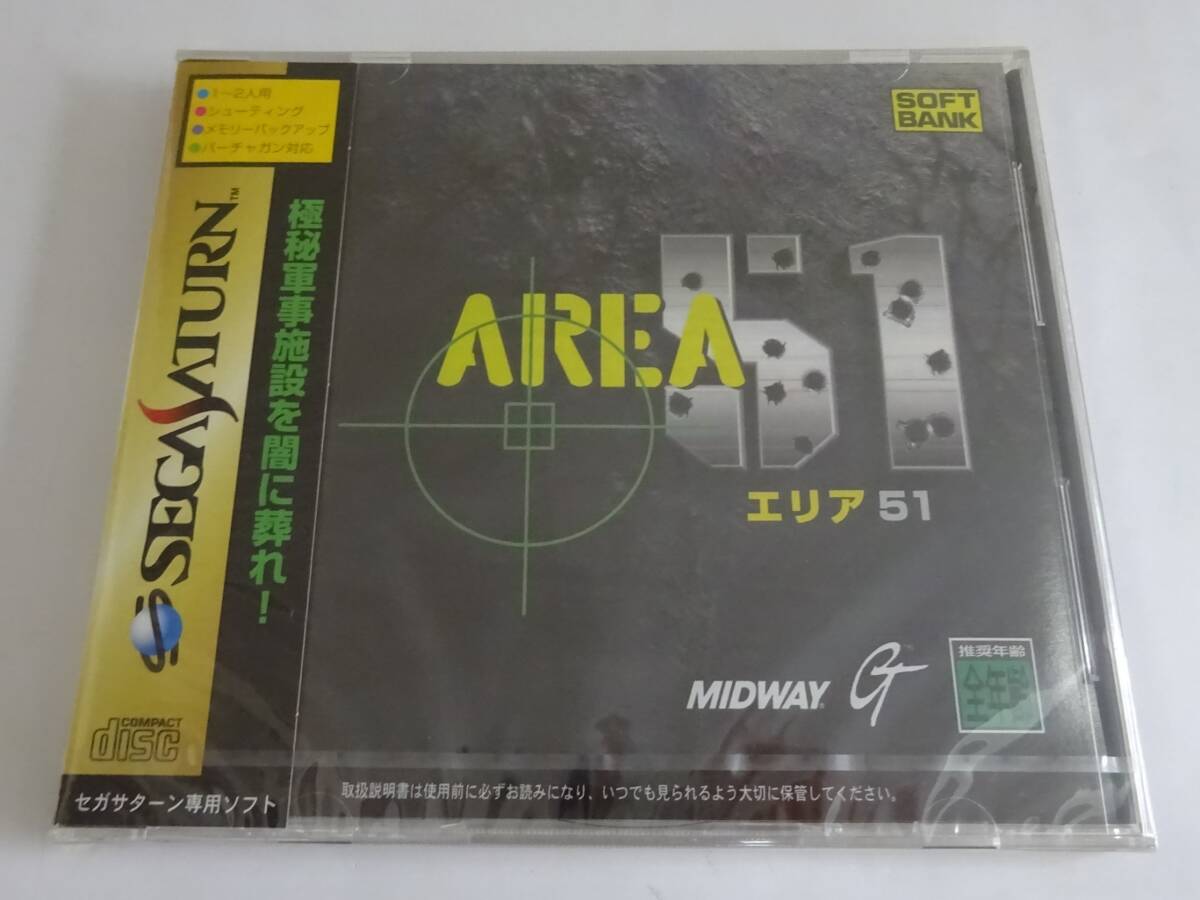 1～2人用
シューティング
メモリーバックアップ
バーチャガン対応
SEGA SATURN™
極秘軍事施設を闇に葬れ！
COMPACT
disc
セガサターン専用ソフト
SOFT
BANK
AREA 51
エリア 51
MIDWAY
GT
推奨年齢
全年齢
取扱説明書は使用前に必ずお読みになり、いつでも見られるよう大切に保管してください。